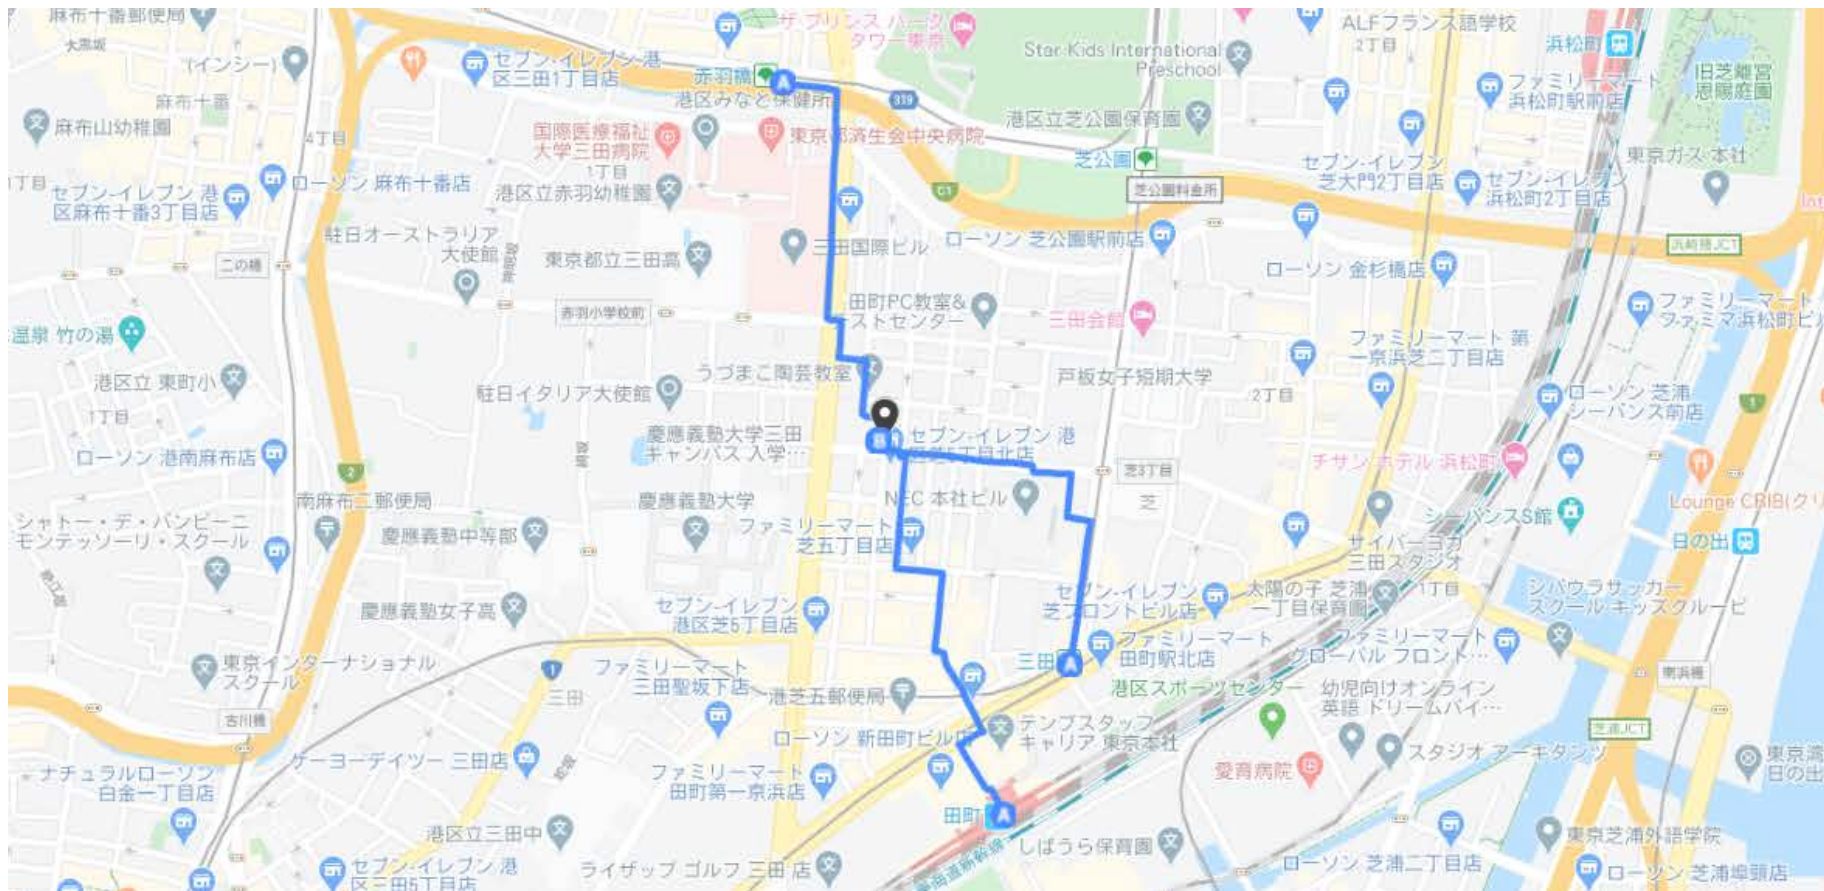 麻布十番郵便局
大黒坂
(インシー)
セブン-イレブン 港
区三田1丁目店
赤羽橋
港区みなと保健所
ザ・プリンス パーク
タワー東京
Star Kids International
Preschool
ALFフランス語学校
2丁目
浜松町
ファミリーマート
浜松町駅前店
旧芝離宮
恩賜庭園
麻布十番
麻布山幼稚園
4丁目
319
港区立芝公園保育園
国際医療福祉
大学三田病院
1丁目
東京都済生会中央病院
芝公園
芝公園料金所
セブン-イレブン
芝大門2丁目店
セブン-イレブン
浜松町2丁目店
東京ガス 本社
1丁目
セブン-イレブン 港
区麻布十番3丁目店
ローソン 麻布十番店
港区立赤羽幼稚園
C1
駐日オーストラリア
大使館
二の橋
東京都立三田高
三田国際ビル
ローソン 芝公園駅前店
ローソン 金杉橋店
浜崎橋JCT
温泉 竹の湯
赤羽小学校前
田町PC教室&
ストセンター
三田会館
ファミリーマート
ファミマ浜松町ビル
ファミリーマート 第
一京浜芝二丁目店
港区立 東町小
1丁目
うづまこ陶芸教室
駐日イタリア大使館
戸板女子短期大学
2丁目
ローソン 芝浦
シーバンス前店
1
慶應義塾大学三田
キャンパス 入学…
B
セブン-イレブン 港
区芝5丁目北店
ローソン 港南麻布店
2
芝3丁目
チサン ホテル 浜松町
南麻布二郵便局
慶應義塾大学
NEC 本社ビル
芝
Lounge CRIB(クリ
シャトー・デ・バンビーニ
モンテッソーリ・スクール
慶應義塾中等部
ファミリーマート
芝五丁目店
シーバンスS館
サイバーヨガ
三田スタジオ
日の出
慶應義塾女子高
セブン-イレブン
港区芝5丁目店
セブン-イレブン
芝フロントビル店
太陽の子 芝浦
一丁目保育園
1丁目
シバウラサッカー
スクール キッズクルービ
東京インターナショナル
スクール
1
三田
ファミリーマート
三田聖坂下店
三田
A
ファミリーマート
田町駅北店
ファミリーマート
グローバル フロント…
南浜橋
古川橋
港芝五郵便局
港区スポーツセンター
幼児向けオンライン
英語 ドリームバイ…
芝浦JCT
ローソン 新田町ビル店
テンプスタッフ
キャリア 東京本社
スタジオ アーキタンツ
ケーヨーデイツー 三田店
ナチュラルローソン
白金一丁目店
ファミリーマート
田町第一京浜店
愛育病院
東京湾
日の出
田町
A
港区立三田中
しばうら保育園
東海道新幹線
東京芝浦外語学院
セブン-イレブン 港
区三田5丁目店
ライザップ ゴルフ 三田 店
ローソン 芝浦二丁目店
ローソン 芝浦埠頭店